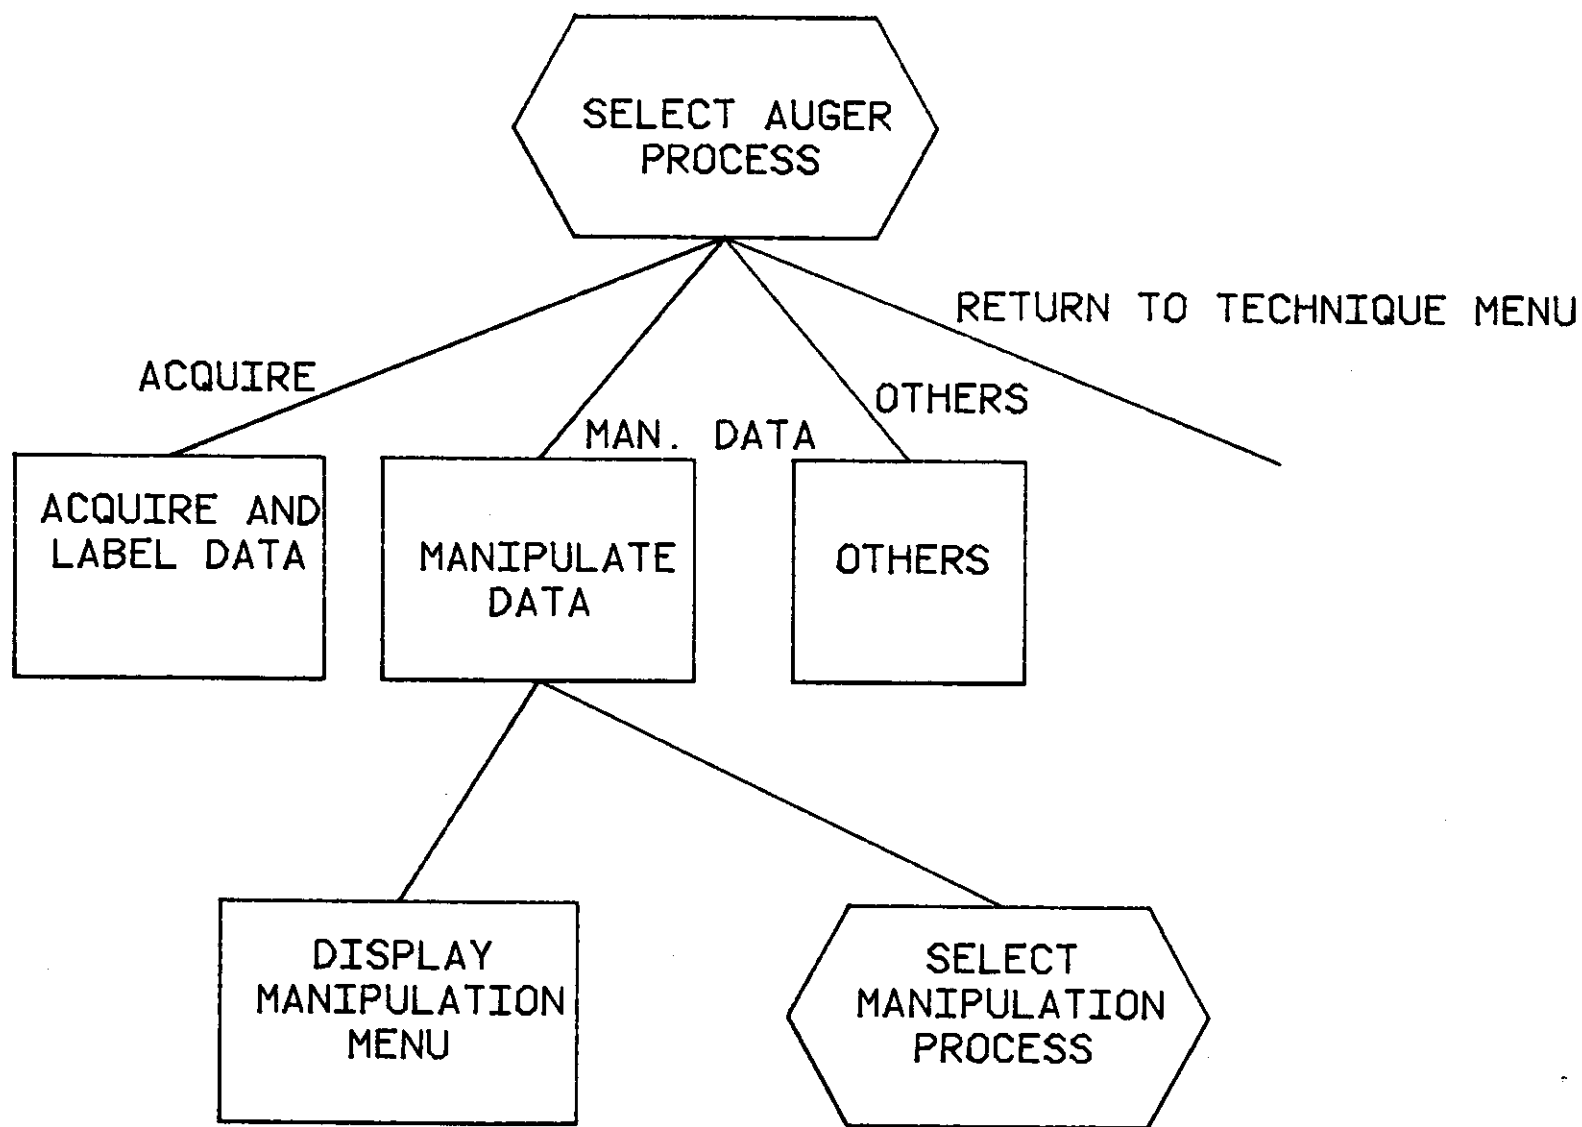 SELECT AUGER
PROCESS
RETURN TO TECHNIQUE MENU
ACQUIRE
OTHERS
MAN. DATA
ACQUIRE AND
LABEL DATA
MANIPULATE
DATA
OTHERS
DISPLAY
MANIPULATION
MENU
SELECT
MANIPULATION
PROCESS